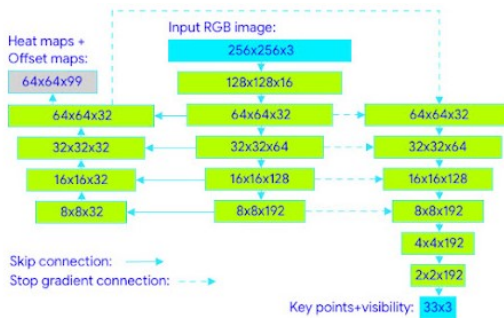 Heat maps +
Offset maps:
64x64x99
64x64x32
32x32x32
16x16x32
8x8x32
Input RGB image:
256x256x3
128x128x16
64x64x32
32x32x64
16x16x128
8x8x192
64x64x32
32x32x64
16x16x128
8x8x192
4x4x192
2x2x192
Skip connection:
Stop gradient connection:
Key points+visibility: 33x3